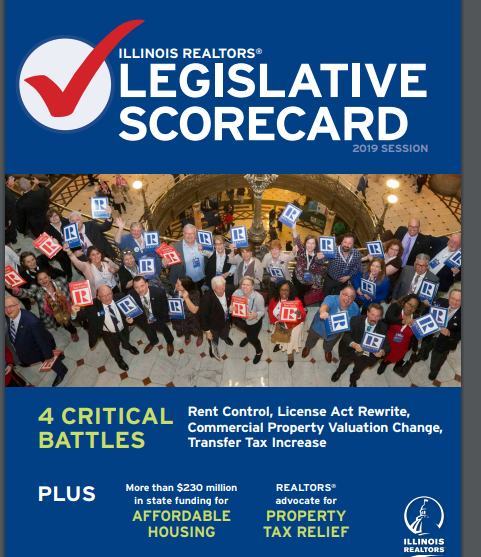 ILLINOIS REALTORS®
LEGISLATIVE
SCORECARD
2019 SESSION
4 CRITICAL
BATTLES
Rent Control, License Act Rewrite,
Commercial Property Valuation Change,
Transfer Tax Increase
PLUS
More than $230 million
in state funding for
AFFORDABLE
HOUSING
REALTORS®
advocate for
PROPERTY
TAX RELIEF
ILLINOIS
REALTORS